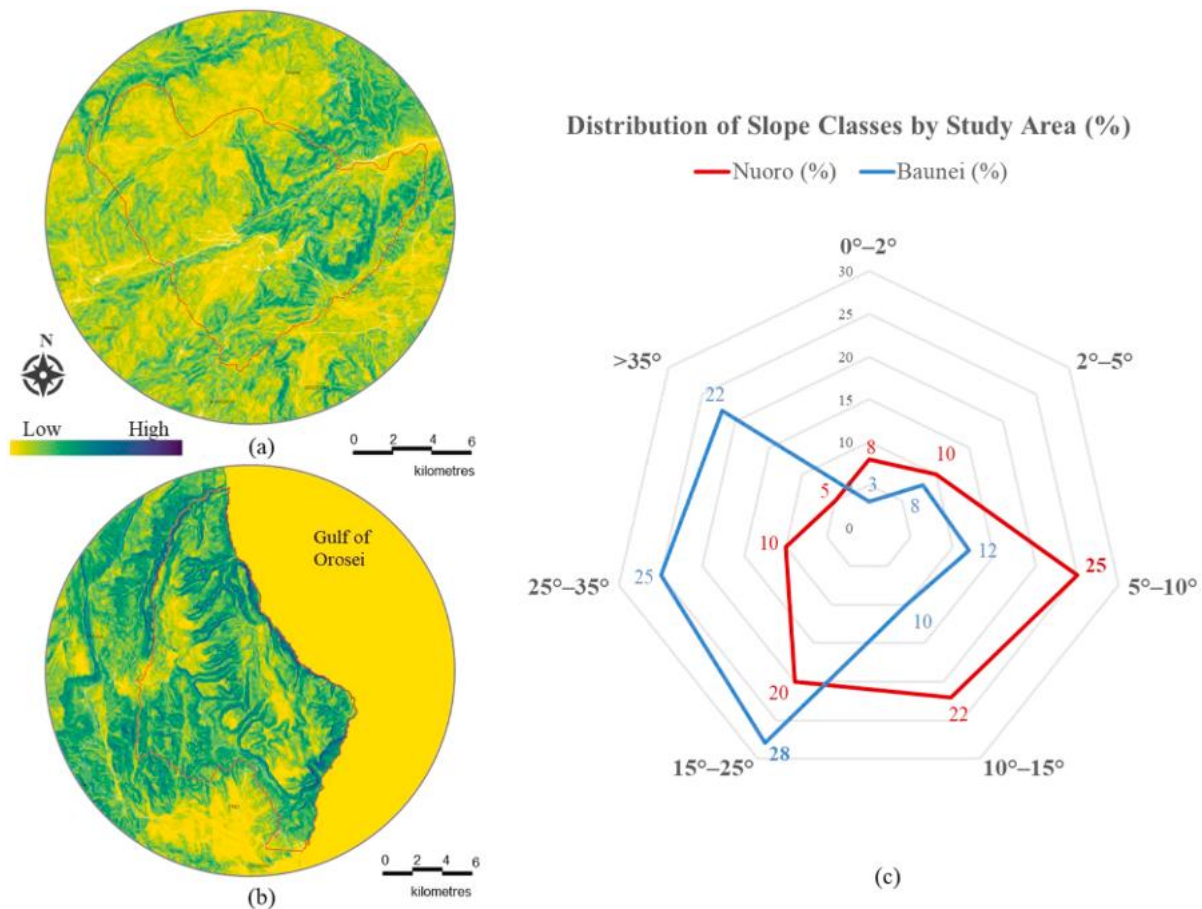 N
Low High
0 2 4 6
kilometres
(a)
Gulf of
Orosei
0 2 4 6
kilometres
(b)
Distribution of Slope Classes by Study Area (%)
Nuoro (%) Baunei (%)
0°–2°
30
25
20
15
10
0
2°–5°
5°–10°
10°–15°
15°–25°
25°–35°
>35°
8
10
25
22
20
10
5
3
8
12
10
28
25
22
(c)